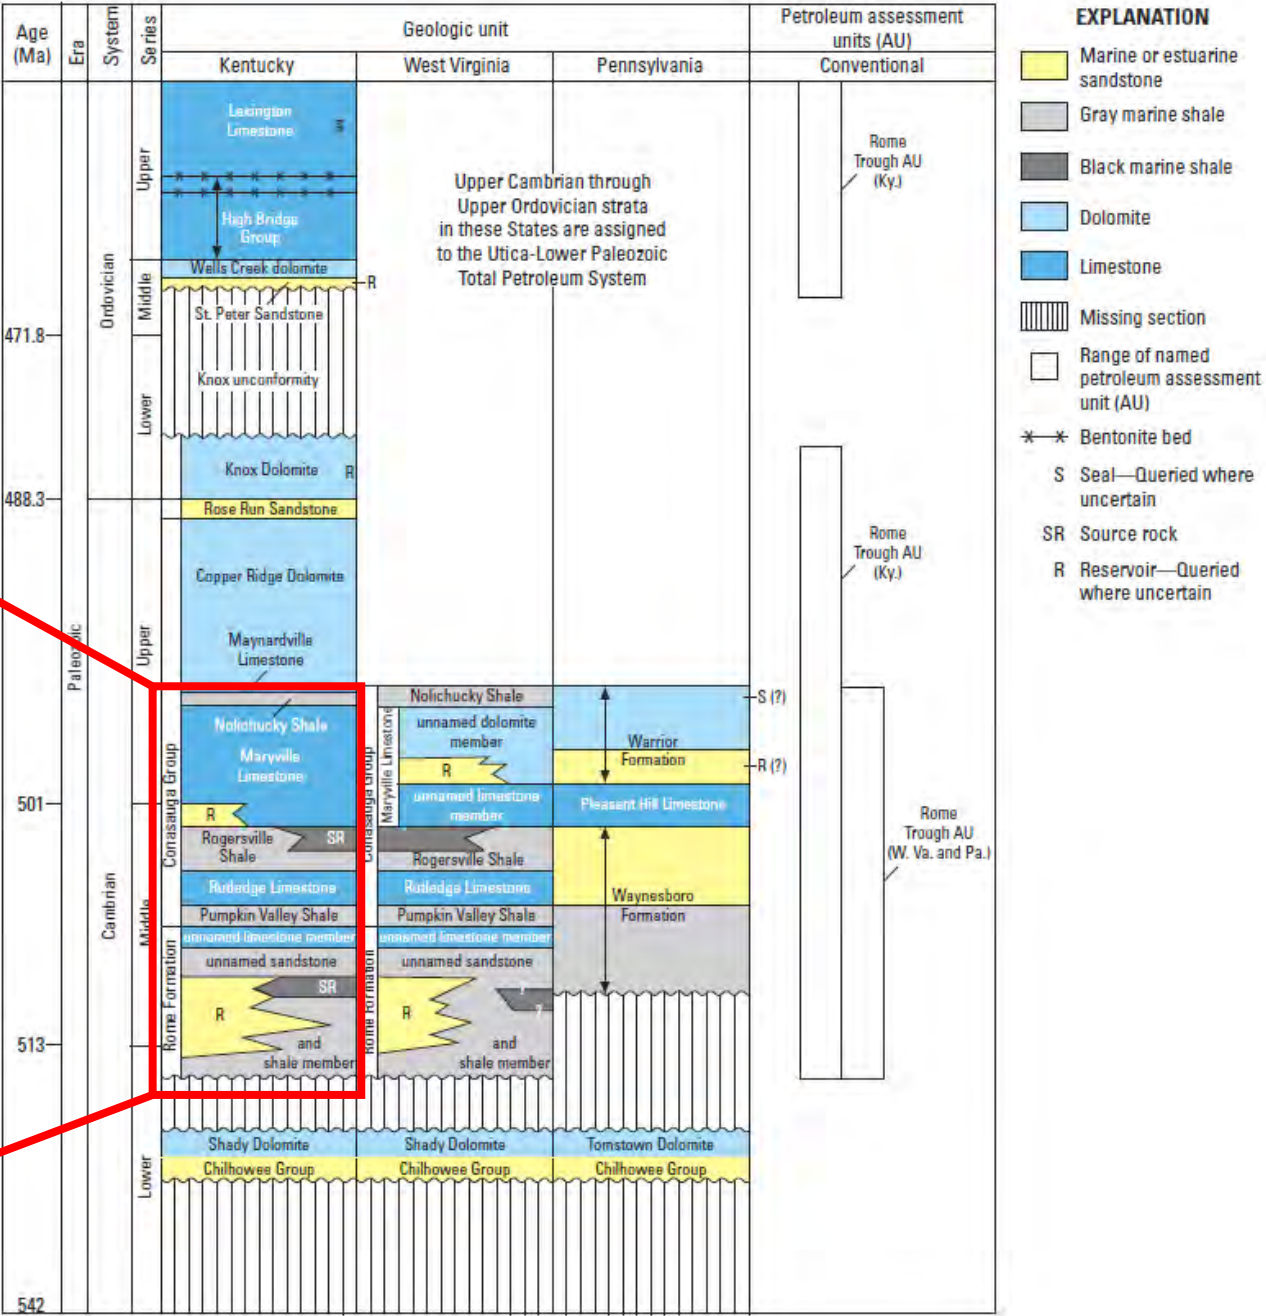 Age
(Ma)
Era
System
Series
Geologic unit
Kentucky
West Virginia
Pennsylvania
Petroleum assessment
units (AU)
Conventional
471.8
488.3
501
513
542
Paleozoic
Ordovician
Cambrian
Upper
Middle
Lower
Upper
Middle
Lower
Lexington
Limestone
S
High Bridge
Group
Wells Creek dolomite
R
St. Peter Sandstone
Knox unconformity
Knox Dolomite
R
Rose Run Sandstone
Copper Ridge Dolomite
Maynardville
Limestone
Conasauga Group
Nolichucky Shale
Maryville
Limestone
R
Rogersville
Shale
SR
Rutledge Limestone
Pumpkin Valley Shale
Rome Formation
unnamed limestone member
unnamed sandstone
SR
R
and
shale member
Shady Dolomite
Chilhowee Group
Upper Cambrian through
Upper Ordovician strata
in these States are assigned
to the Utica-Lower Paleozoic
Total Petroleum System
Conasauga Group
Maryville Limestone
Nolichucky Shale
unnamed dolomite
member
R
unnamed limestone
member
Rogersville Shale
Rutledge Limestone
Pumpkin Valley Shale
Rome Formation
unnamed limestone member
unnamed sandstone
?
?
R
and
shale member
Shady Dolomite
Chilhowee Group
S (?)
Warrior
Formation
R (?)
Pleasant Hill Limestone
Waynesboro
Formation
Tomstown Dolomite
Chilhowee Group
Rome
Trough AU
(Ky.)
Rome
Trough AU
(Ky.)
Rome
Trough AU
(W. Va. and Pa.)
EXPLANATION
Marine or estuarine
sandstone
Gray marine shale
Black marine shale
Dolomite
Limestone
Missing section
Range of named
petroleum assessment
unit (AU)
Bentonite bed
S Seal—Queried where
uncertain
SR Source rock
R Reservoir—Queried
where uncertain